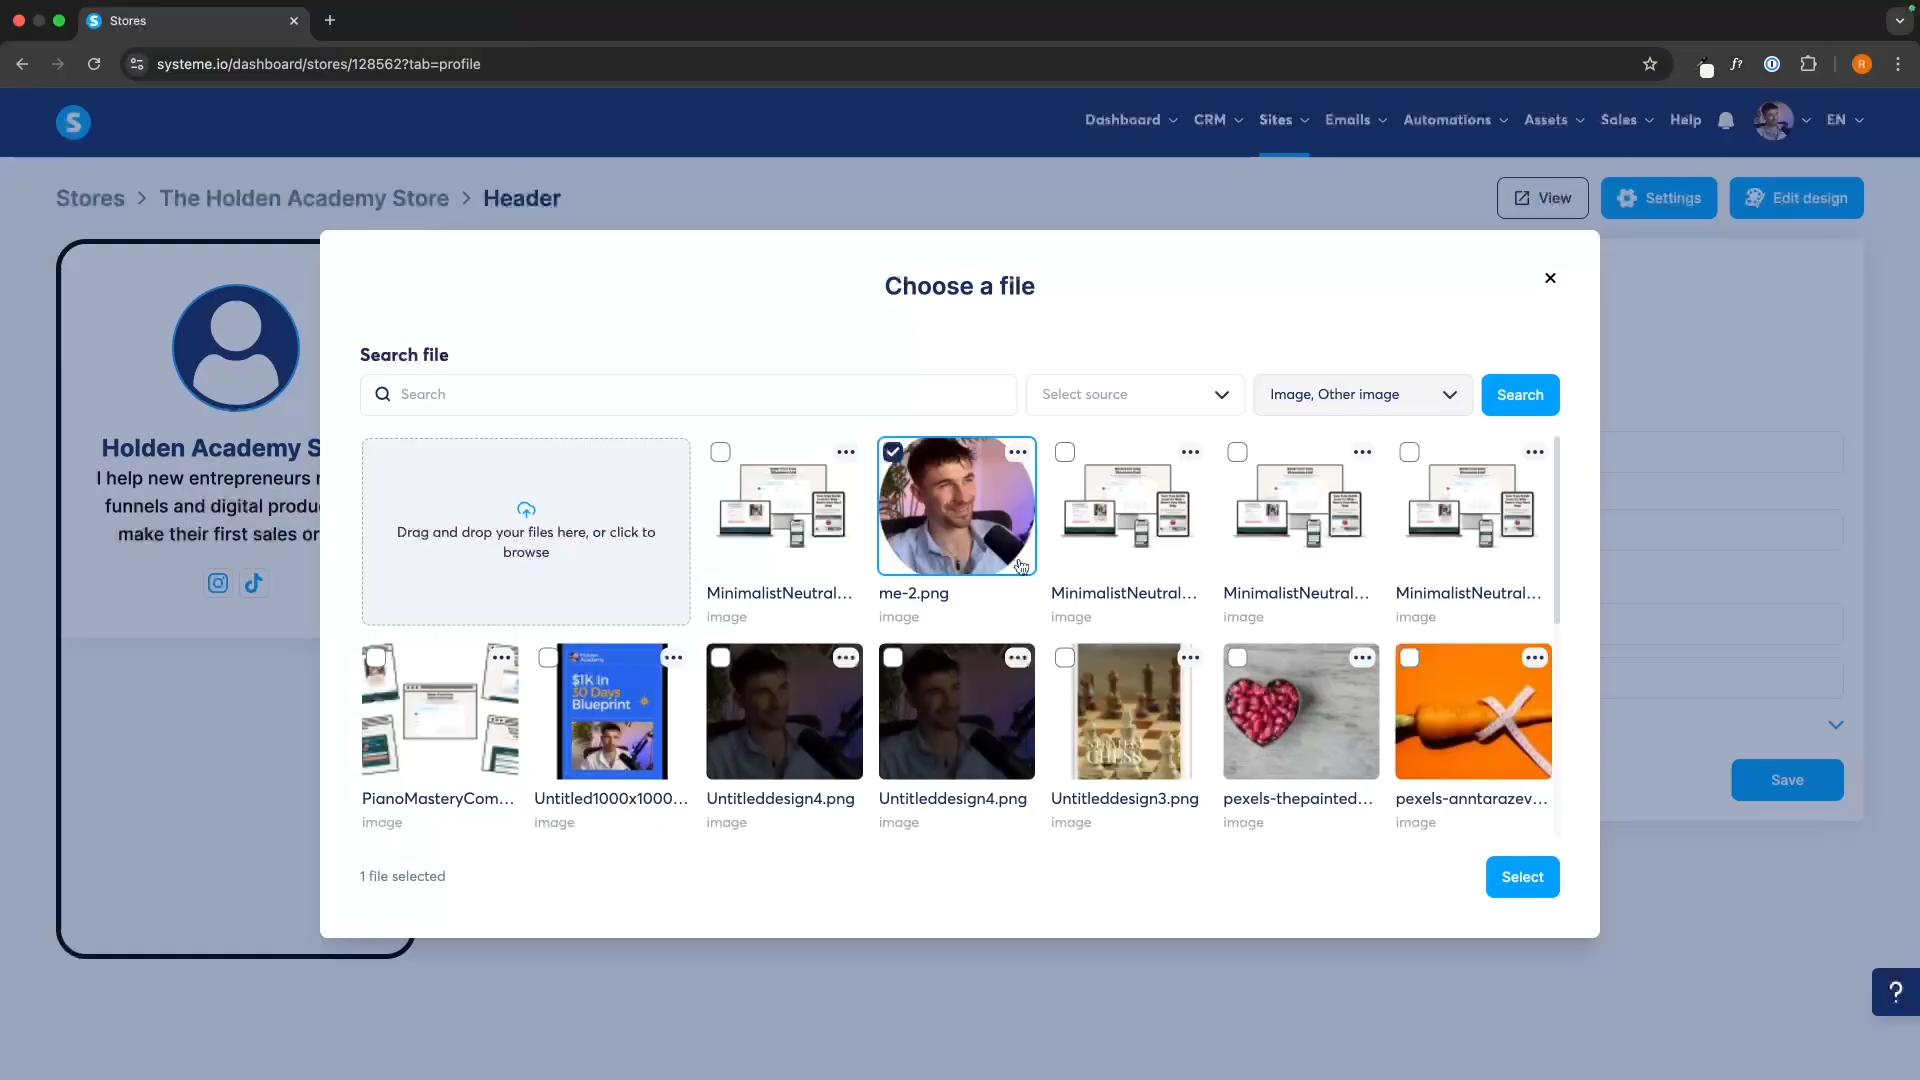 Stores
systeme.io/dashboard/stores/128562?tab=profile
f?
R
S
Dashboard
CRM
Sites
Emails
Automations
Assets
Sales
Help
EN
Stores > The Holden Academy Store > Header
View
Settings
Edit design
Holden Academy S
I help new entrepreneurs
funnels and digital produ
make their first sales or
Choose a file
Search file
Search
Select source
Image, Other image
Search
Drag and drop your files here, or click to
browse
MinimalistNeutral...
image
me-2.png
image
MinimalistNeutral...
image
MinimalistNeutral...
image
MinimalistNeutral...
image
Holden
Academy
$1K In
30 Days
Blueprint
CHESS
PianoMasteryCom...
image
Untitled1000x1000...
image
Untitleddesign4.png
image
Untitleddesign4.png
image
Untitleddesign3.png
image
pexels-thepainted...
image
pexels-anntarazev...
image
1 file selected
Select
Save
?